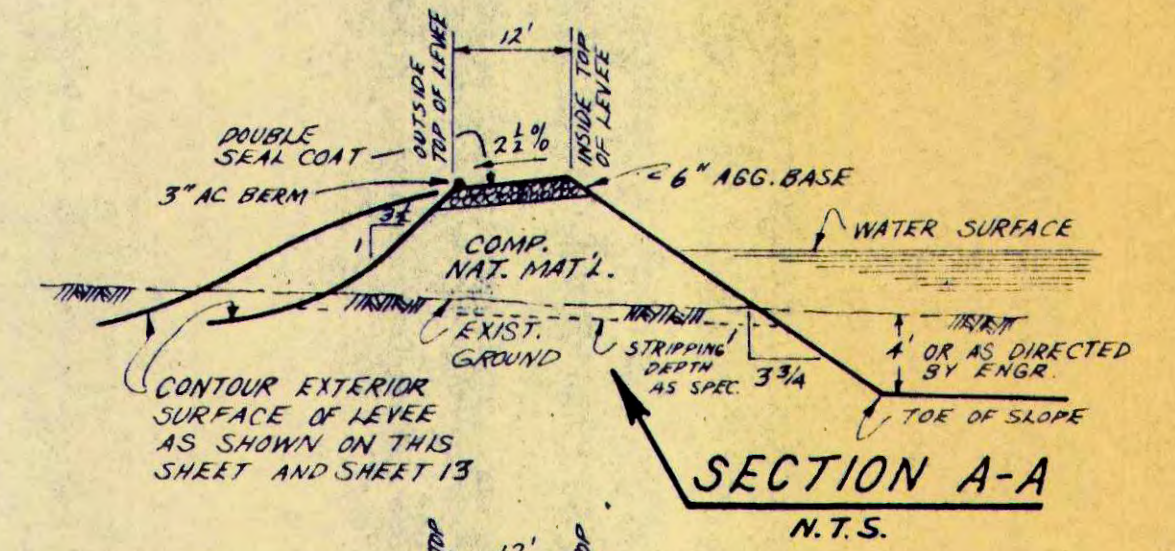 12'
OUTSIDE
TOP OF LEVEE
INSIDE TOP
OF LEVEE
DOUBLE
SEAL COAT
2 1/2 %
3" AC BERM
6" AGG. BASE
3 1/2
1
WATER SURFACE
COMP.
NAT. MAT'L.
EXIST.
GROUND
STRIPPING
DEPTH
AS SPEC.
1
3 3/4
4' OR AS DIRECTED
BY ENGR.
TOE OF SLOPE
CONTOUR EXTERIOR
SURFACE OF LEVEE
AS SHOWN ON THIS
SHEET AND SHEET 13
SECTION A-A
N.T.S.
TOP
12'
TOP